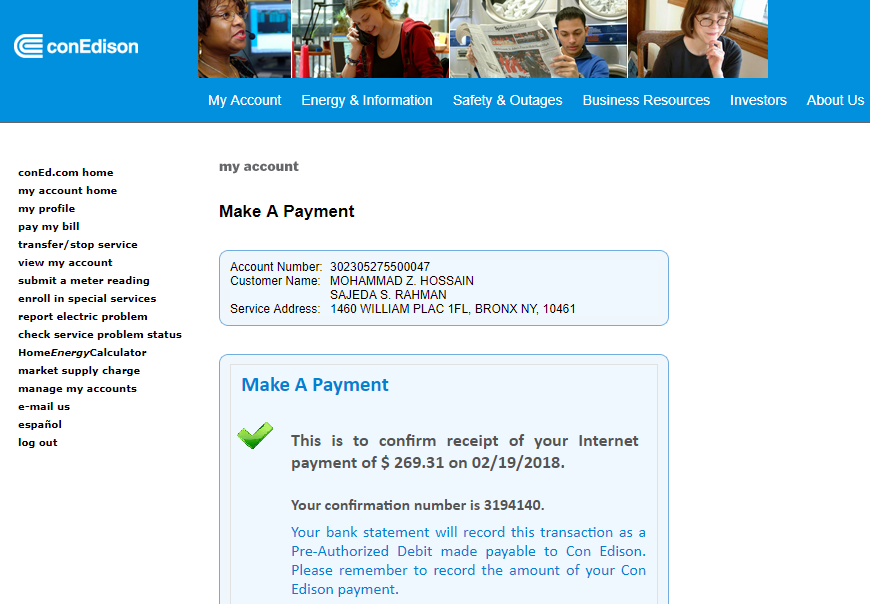 conEdison
My Account Energy & Information Safety & Outages Business Resources Investors About Us
conEd.com home
my account home
my profile
pay my bill
transfer/stop service
view my account
submit a meter reading
enroll in special services
report electric problem
check service problem status
HomeEnergyCalculator
market supply charge
manage my accounts
e-mail us
español
log out
my account
Make A Payment
Account Number: 302305275500047
Customer Name: MOHAMMAD Z. HOSSAIN
SAJEDA S. RAHMAN
Service Address: 1460 WILLIAM PLAC 1FL, BRONX NY, 10461
Make A Payment
This is to confirm receipt of your Internet
payment of $ 269.31 on 02/19/2018.
Your confirmation number is 3194140.
Your bank statement will record this transaction as a
Pre-Authorized Debit made payable to Con Edison.
Please remember to record the amount of your Con
Edison payment.